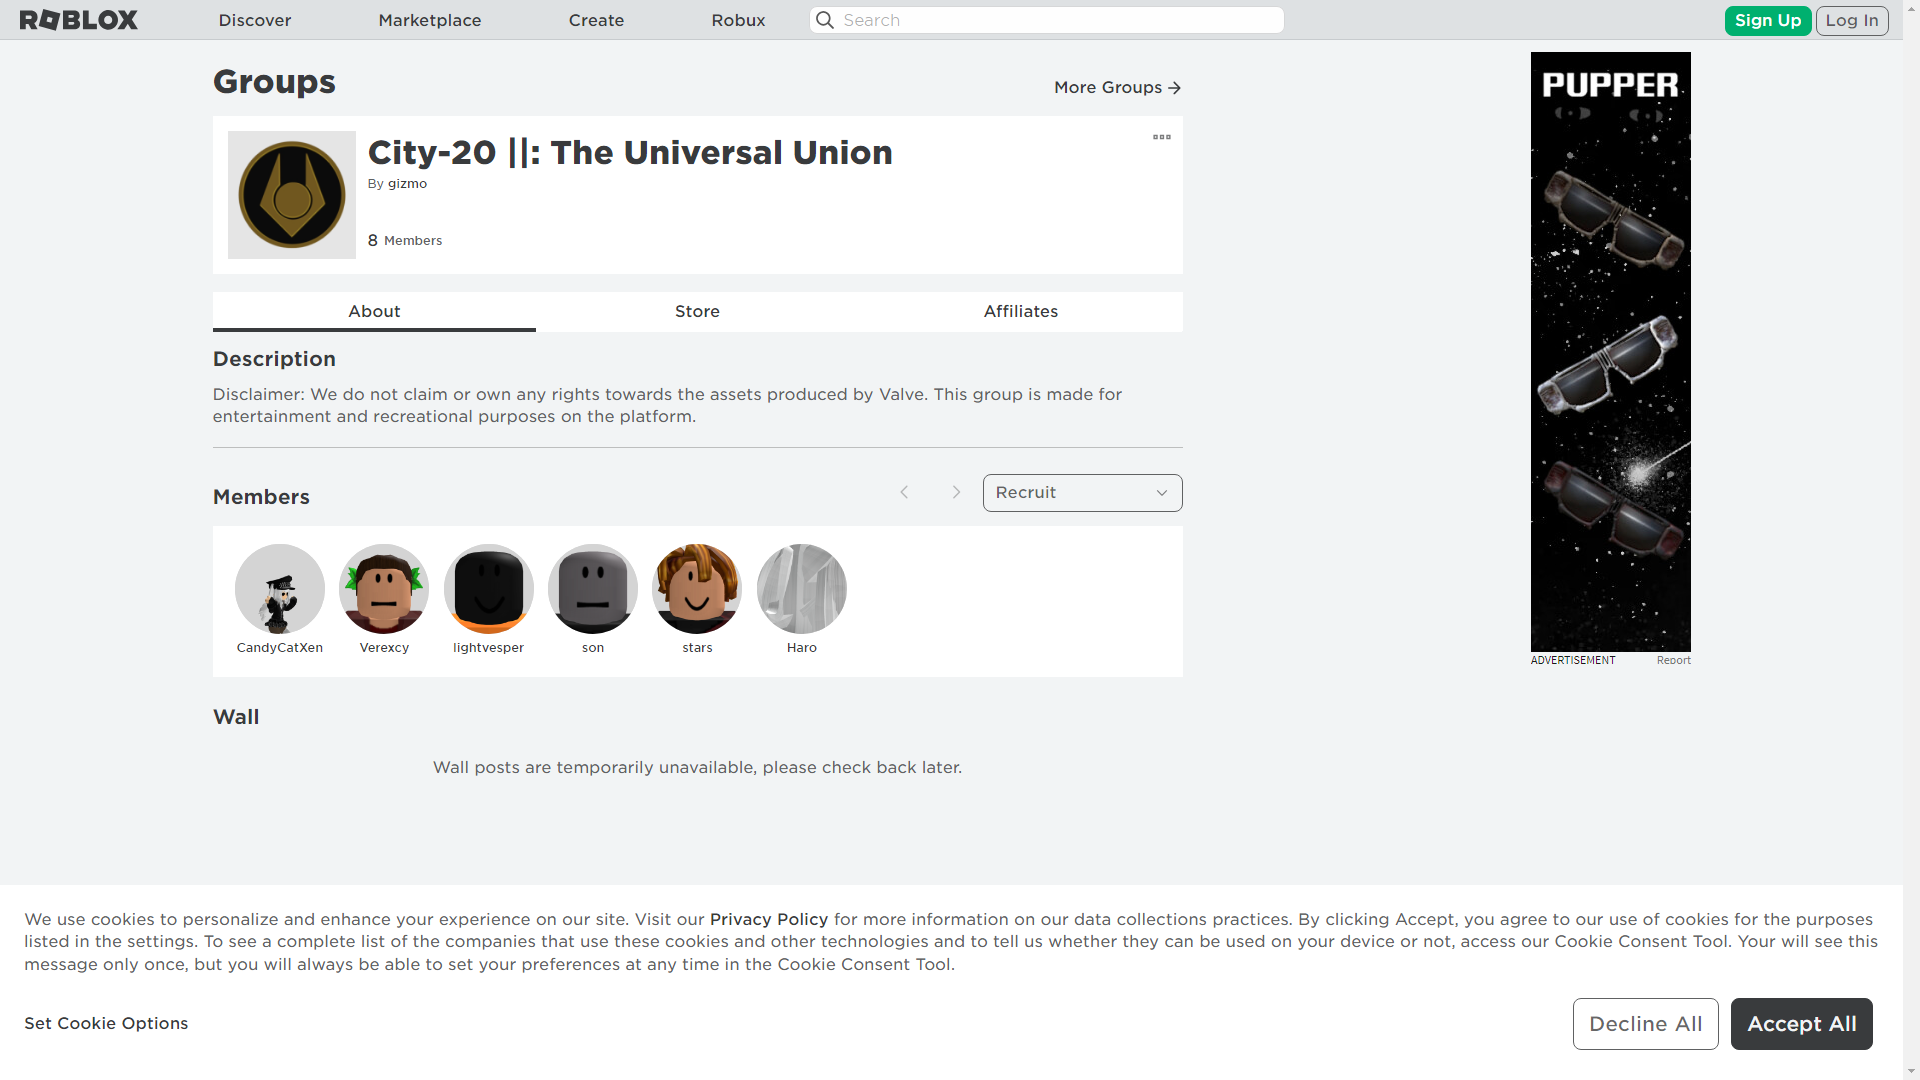 ROBLOX
Discover
Marketplace
Create
Robux
Search
Sign Up
Log In
Groups
More Groups
City-20 ||: The Universal Union
By gizmo
8 Members
About
Store
Affiliates
Description
Disclaimer: We do not claim or own any rights towards the assets produced by Valve. This group is made for
entertainment and recreational purposes on the platform.
Members
Recruit
CandyCatXen
Verexcy
lightvesper
son
stars
Haro
Wall
Wall posts are temporarily unavailable, please check back later.
PUPPER
ADVERTISEMENT
Report
We use cookies to personalize and enhance your experience on our site. Visit our Privacy Policy for more information on our data collections practices. By clicking Accept, you agree to our use of cookies for the purposes
listed in the settings. To see a complete list of the companies that use these cookies and other technologies and to tell us whether they can be used on your device or not, access our Cookie Consent Tool. Your will see this
message only once, but you will always be able to set your preferences at any time in the Cookie Consent Tool.
Set Cookie Options
Decline All
Accept All